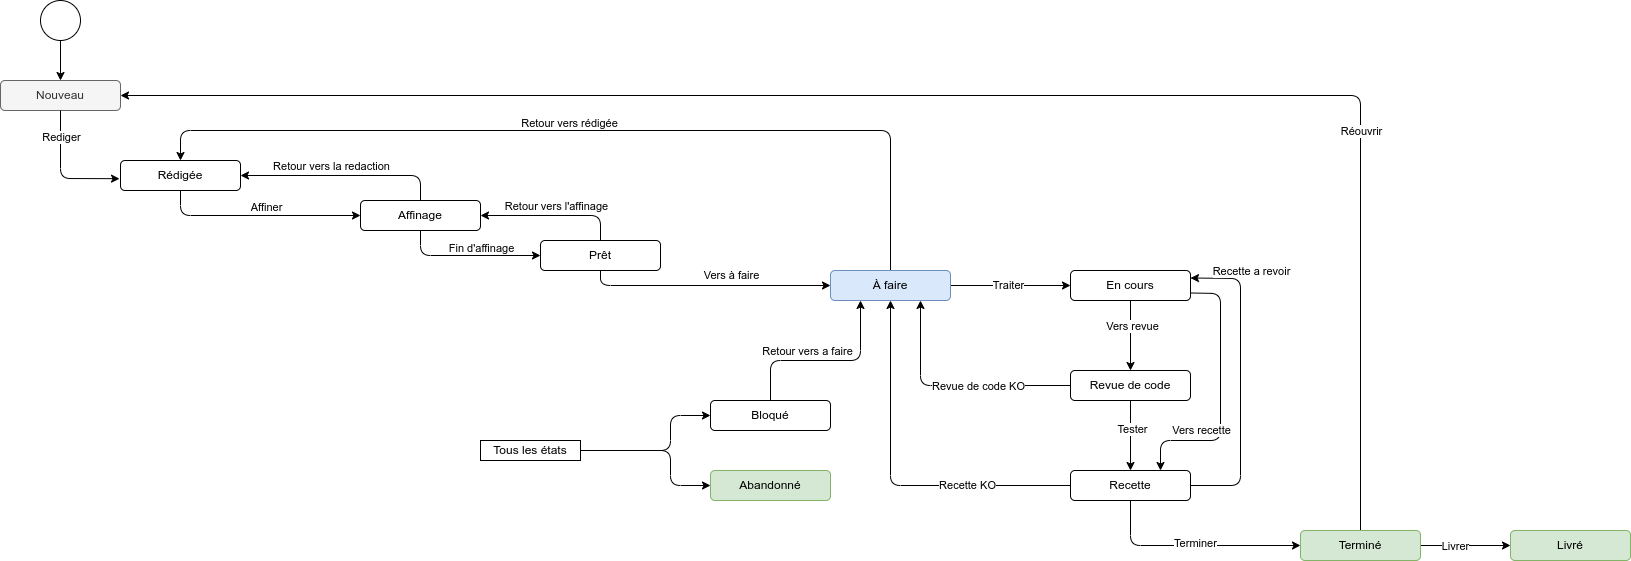 Nouveau
Réouvrir
Rediger
Retour vers rédigée
Retour vers la redaction
Rédigée
Affiner
Retour vers l'affinage
Affinage
Fin d'affinage
Prêt
Vers à faire
Recette a revoir
À faire
Traiter
En cours
Vers revue
Retour vers a faire
Revue de code KO
Revue de code
Bloqué
Tester
Vers recette
Tous les états
Abandonné
Recette KO
Recette
Terminer
Terminé
Livrer
Livré